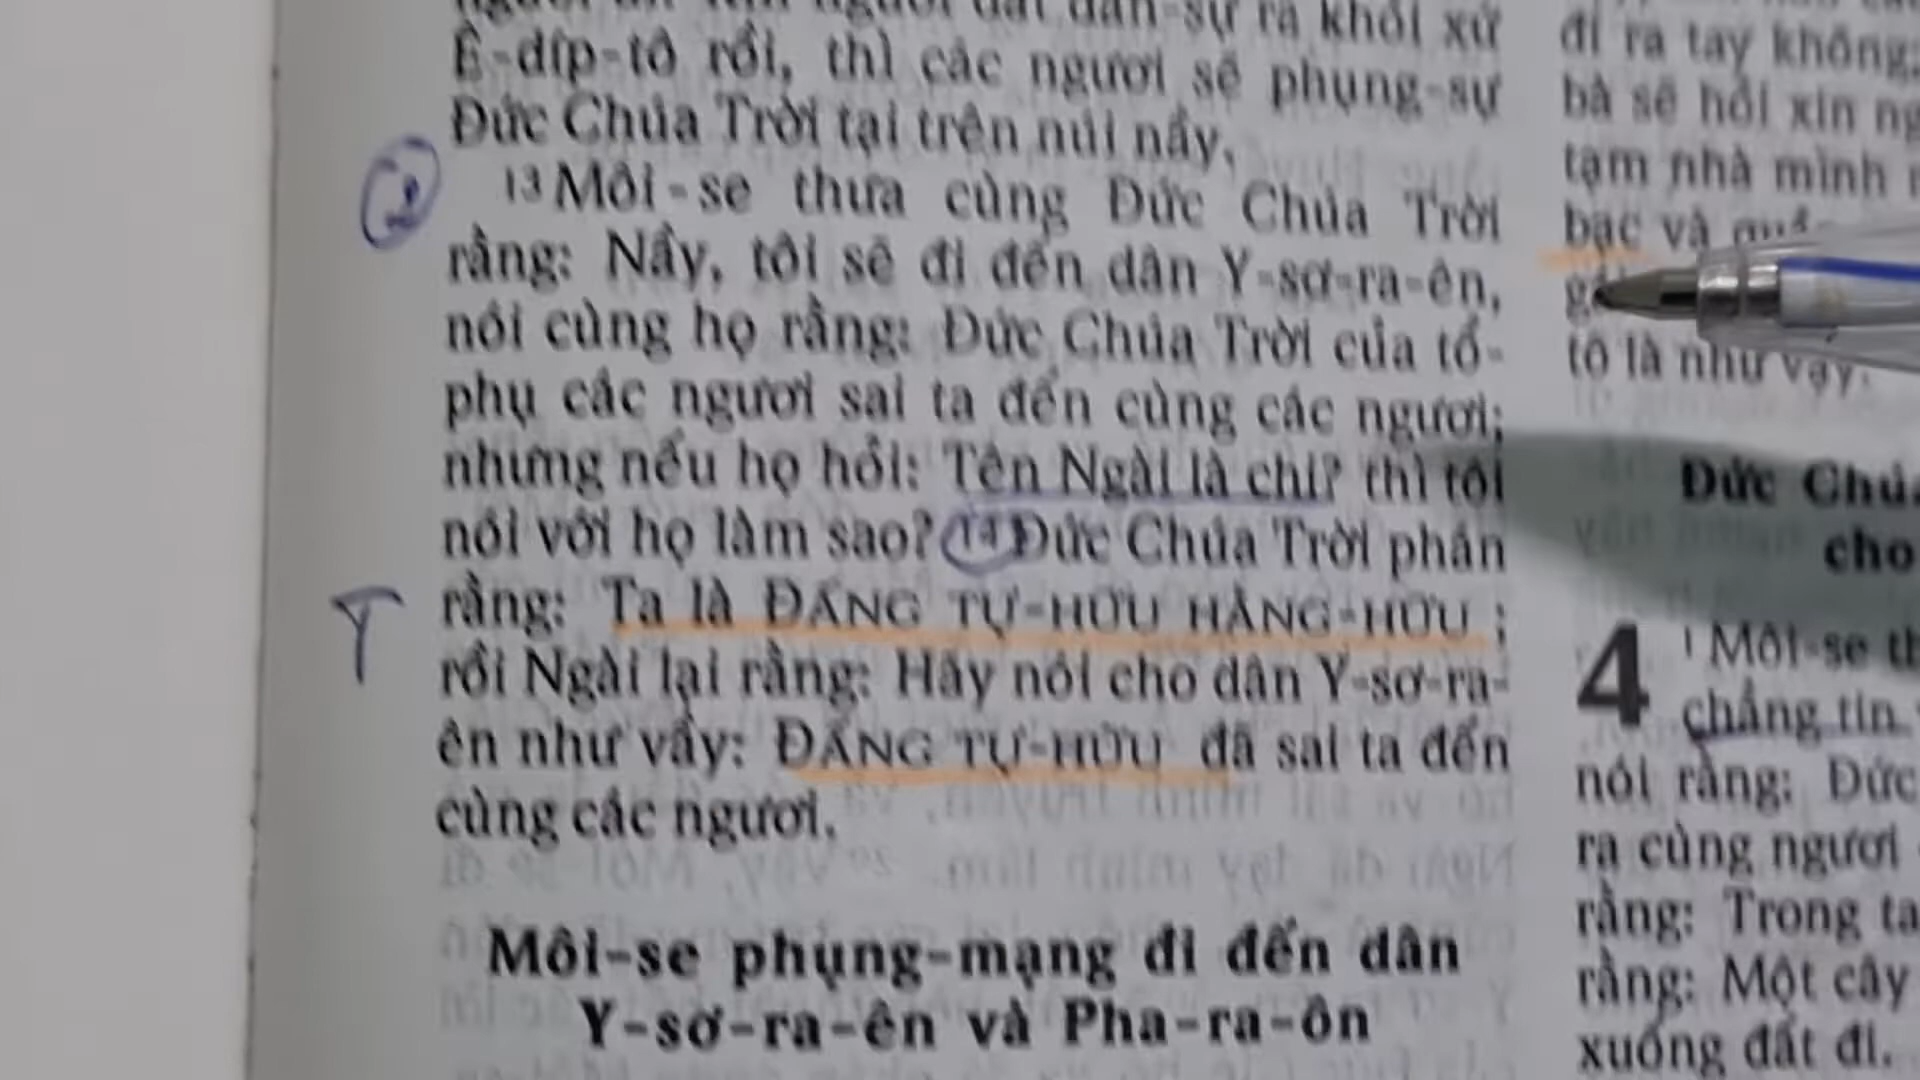 dân-sự ra khỏi xứ
Ê-díp-tô rồi, thì các ngươi sẽ phụng-sự
Đức Chúa Trời tại trên núi nầy.
2
13 Môi-se thưa cùng Đức Chúa Trời
rằng: Nầy, tôi sẽ đi đến dân Y-sơ-ra-ên,
nói cùng họ rằng: Đức Chúa Trời của tổ-
phụ các ngươi sai ta đến cùng các ngươi;
nhưng nếu họ hỏi: Tên Ngài là chi? thì tôi
nói với họ làm sao? 14 Đức Chúa Trời phán
T
rằng: Ta là ĐẤNG TỰ-HỮU HẰNG-HỮU ;
rồi Ngài lại rằng: Hãy nói cho dân Y-sơ-ra-
ên như vầy: ĐẤNG TỰ-HỮU đã sai ta đến
cùng các ngươi.
Môi-se phụng-mạng đi đến dân
Y-sơ-ra-ên và Pha-ra-ôn
đi ra tay không;
bà sẽ hỏi xin
tạm nhà mình
bạc và
tô là như vậy.
Đức Chúa
cho
4
1 Môi-se
chẳng tin
nói rằng: Đức
ra cùng ngươi
rằng: Trong
rằng: Một cây
xuống đất đi.